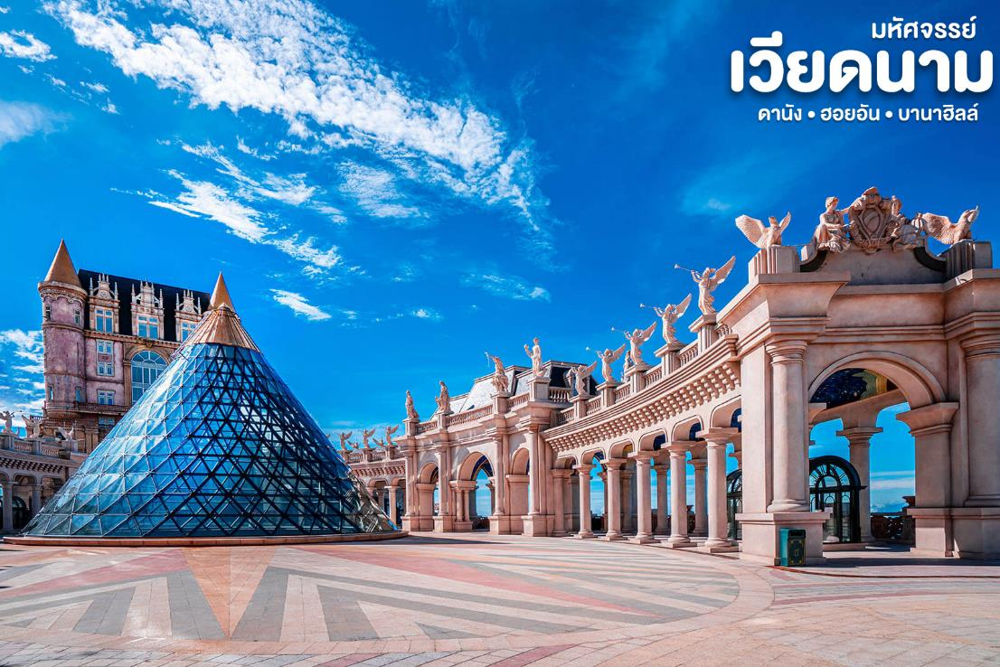 มหัศจรรย์
เวียดนาม
ดานัง • ฮอยอัน • บานาฮิลล์